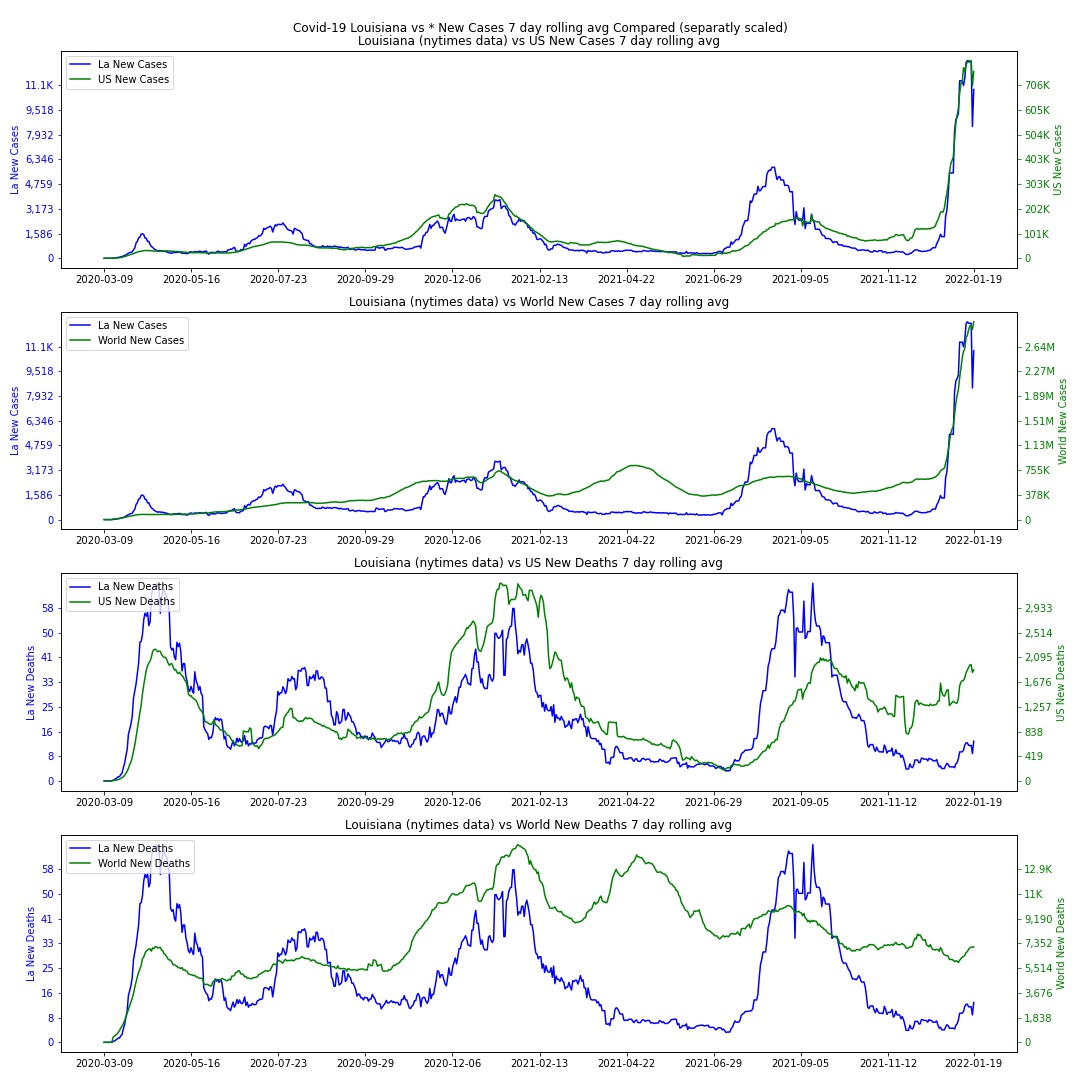 Covid-19 Louisiana vs * New Cases 7 day rolling avg Compared (separatly scaled)
Louisiana (nytimes data) vs US New Cases 7 day rolling avg
La New Cases
US New Cases
11.1K
9,518
7,932
6,346
4,759
3,173
1,586
0
La New Cases
706K
605K
504K
403K
303K
202K
101K
0
US New Cases
2020-03-09 2020-05-16 2020-07-23 2020-09-29 2020-12-06 2021-02-13 2021-04-22 2021-06-29 2021-09-05 2021-11-12 2022-01-19
Louisiana (nytimes data) vs World New Cases 7 day rolling avg
La New Cases
World New Cases
11.1K
9,518
7,932
6,346
4,759
3,173
1,586
0
La New Cases
2.64M
2.27M
1.89M
1.51M
1.13M
755K
378K
0
World New Cases
2020-03-09 2020-05-16 2020-07-23 2020-09-29 2020-12-06 2021-02-13 2021-04-22 2021-06-29 2021-09-05 2021-11-12 2022-01-19
Louisiana (nytimes data) vs US New Deaths 7 day rolling avg
La New Deaths
US New Deaths
58
50
41
33
25
16
8
0
La New Deaths
2,933
2,514
2,095
1,676
1,257
838
419
0
US New Deaths
2020-03-09 2020-05-16 2020-07-23 2020-09-29 2020-12-06 2021-02-13 2021-04-22 2021-06-29 2021-09-05 2021-11-12 2022-01-19
Louisiana (nytimes data) vs World New Deaths 7 day rolling avg
La New Deaths
World New Deaths
58
50
41
33
25
16
8
0
La New Deaths
12.9K
11K
9,190
7,352
5,514
3,676
1,838
0
World New Deaths
2020-03-09 2020-05-16 2020-07-23 2020-09-29 2020-12-06 2021-02-13 2021-04-22 2021-06-29 2021-09-05 2021-11-12 2022-01-19